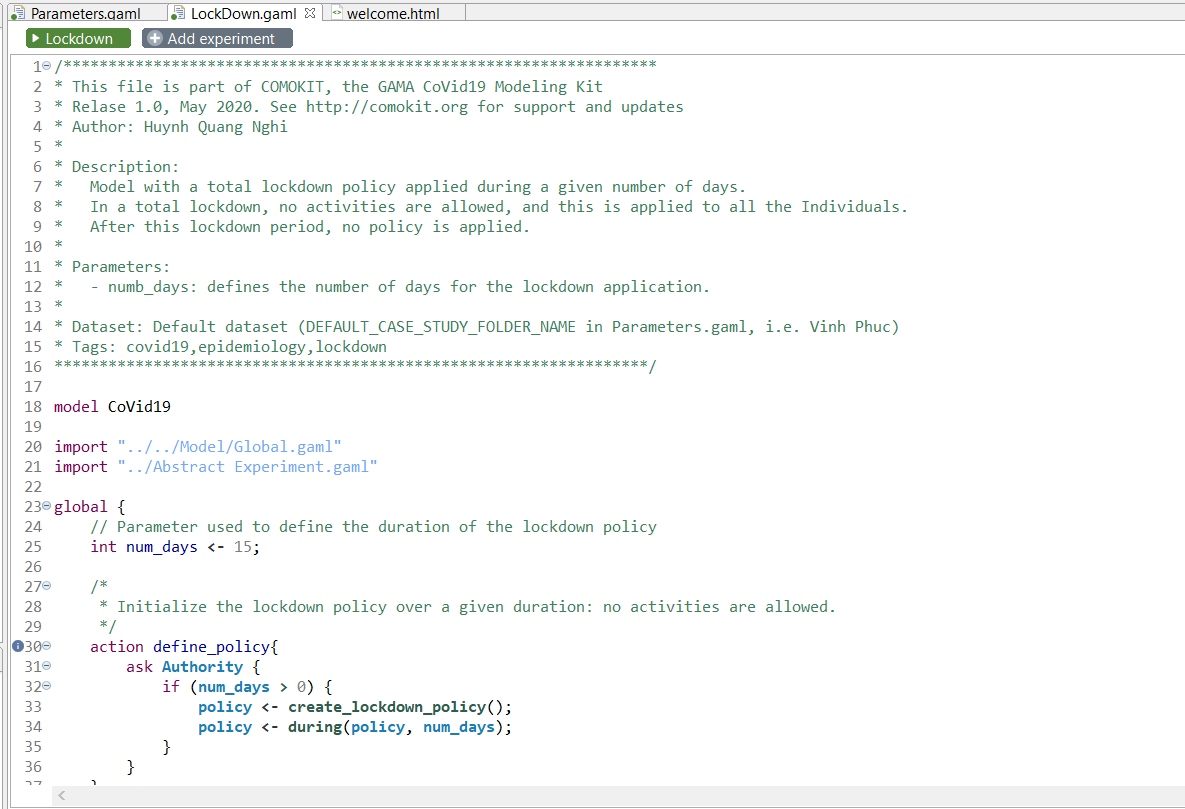 Parameters.gaml LockDown.gaml welcome.html
Lockdown Add experiment
1 /******************************************************************
2 * This file is part of COMOKIT, the GAMA CoVid19 Modeling Kit
3 * Relase 1.0, May 2020. See http://comokit.org for support and updates
4 * Author: Huynh Quang Nghi
5 *
6 * Description:
7 *   Model with a total lockdown policy applied during a given number of days.
8 *   In a total lockdown, no activities are allowed, and this is applied to all the Individuals.
9 *   After this lockdown period, no policy is applied.
10 *
11 * Parameters:
12 *   - numb_days: defines the number of days for the lockdown application.
13 *
14 * Dataset: Default dataset (DEFAULT_CASE_STUDY_FOLDER_NAME in Parameters.gaml, i.e. Vinh Phuc)
15 * Tags: covid19,epidemiology,lockdown
16 ******************************************************************/
17
18 model CoVid19
19
20 import "../../Model/Global.gaml"
21 import "../Abstract Experiment.gaml"
22
23 global {
24     // Parameter used to define the duration of the lockdown policy
25     int num_days <- 15;
26
27     /*
28      * Initialize the lockdown policy over a given duration: no activities are allowed.
29      */
30     action define_policy{
31         ask Authority {
32             if (num_days > 0) {
33                 policy <- create_lockdown_policy();
34                 policy <- during(policy, num_days);
35             }
36         }
37     }